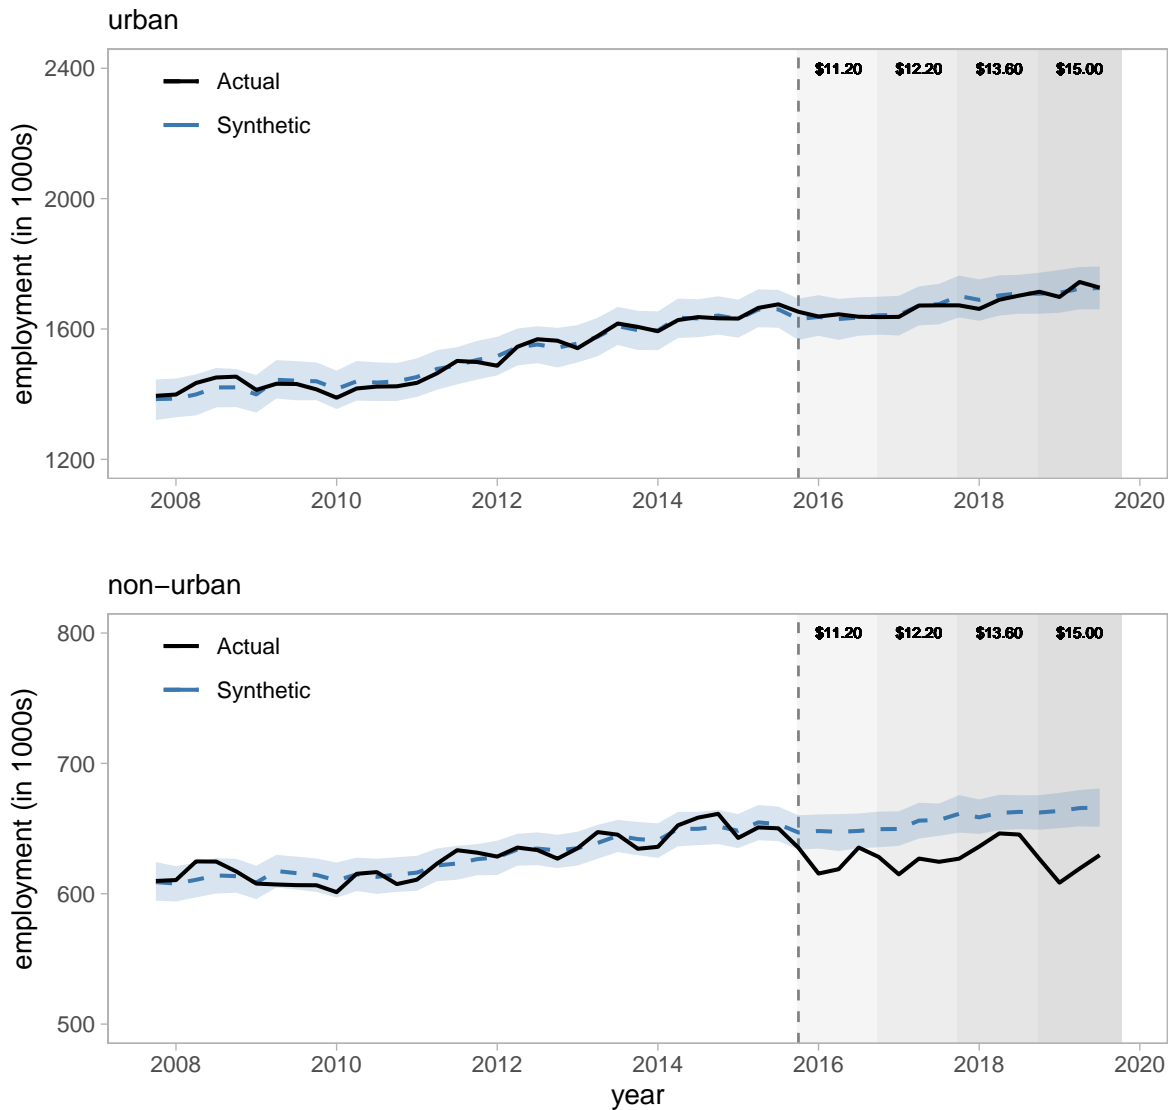 urban
2400
2000
1600
1200
employment (in 1000s)
Actual
Synthetic
$11.20 $12.20 $13.60 $15.00
2008 2010 2012 2014 2016 2018 2020
non−urban
800
700
600
500
employment (in 1000s)
Actual
Synthetic
$11.20 $12.20 $13.60 $15.00
2008 2010 2012 2014 2016 2018 2020
year